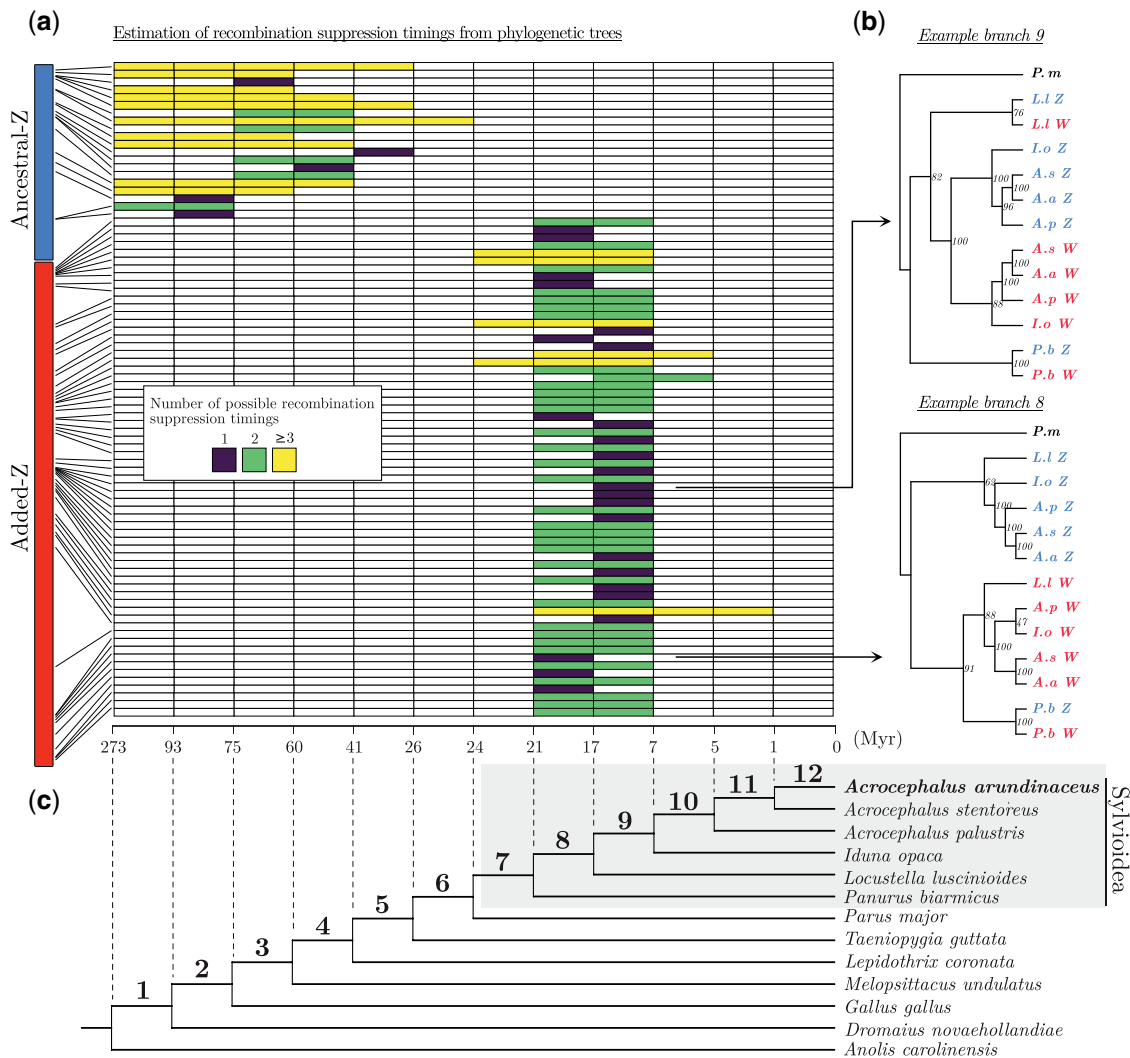 (a)
Estimation of recombination suppression timings from phylogenetic trees
Ancestral-Z
Added-Z
Number of possible recombination
suppression timings
1 2 ≥3
273 93 75 60 41 26 24 21 17 7 5 1 0 (Myr)
(b)
Example branch 9
P.m
L.l Z
76
L.l W
I.o Z
82
100
A.s Z
100
A.a Z
96
A.p Z
100
A.s W
100
A.a W
100
A.p W
88
I.o W
P.b Z
100
P.b W
Example branch 8
P.m
L.l Z
62
I.o Z
100
A.p Z
100
A.s Z
100
A.a Z
L.l W
88
A.p W
47
I.o W
100
A.s W
100
A.a W
91
P.b Z
100
P.b W
(c)
1 2 3 4 5 6 7 8 9 10 11 12
Acrocephalus arundinaceus
Acrocephalus stentoreus
Acrocephalus palustris
Iduna opaca
Locustella luscinioides
Panurus biarmicus
Parus major
Taeniopygia guttata
Lepidothrix coronata
Melopsittacus undulatus
Gallus gallus
Dromaius novaehollandiae
Anolis carolinensis
Sylvioidea